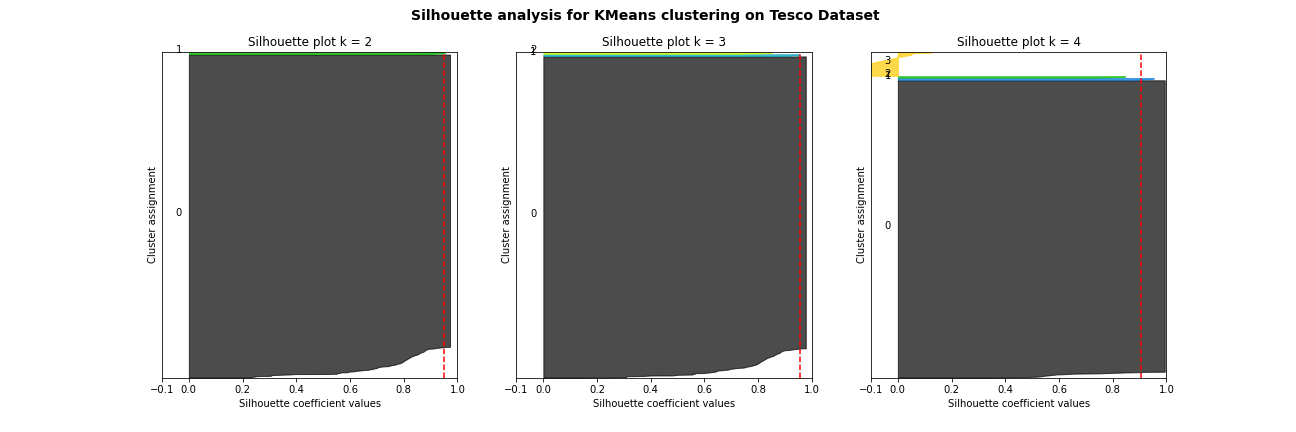 Silhouette analysis for KMeans clustering on Tesco Dataset
Silhouette plot k = 2
1
0
Cluster assignment
−0.1 0.0 0.2 0.4 0.6 0.8 1.0
Silhouette coefficient values
Silhouette plot k = 3
2
1
0
Cluster assignment
−0.1 0.0 0.2 0.4 0.6 0.8 1.0
Silhouette coefficient values
Silhouette plot k = 4
3
2
1
0
Cluster assignment
−0.1 0.0 0.2 0.4 0.6 0.8 1.0
Silhouette coefficient values